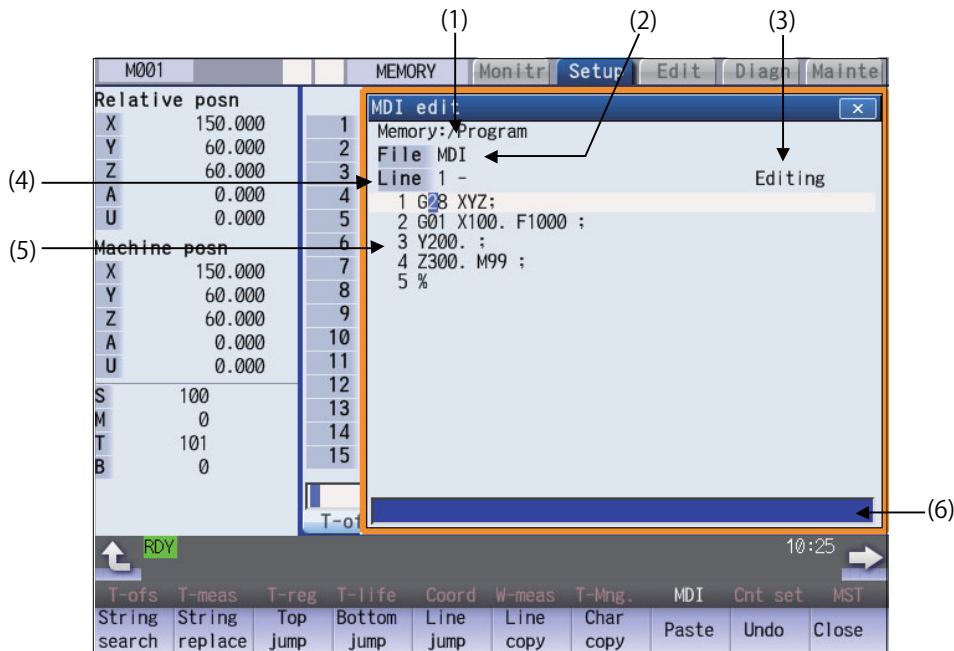 (1) (2) (3)
M001 MEMORY Monitr Setup Edit Diagn Mainte
Relative posn
X 150.000
Y 60.000
Z 60.000
A 0.000
U 0.000
Machine posn
X 150.000
Y 60.000
Z 60.000
A 0.000
U 0.000
S 100
M 0
T 101
B 0
(4)
(5)
1
2
3
4
5
6
7
8
9
10
11
12
13
14
15
T-of
MDI edit ×
Memory:/Program
File MDI
Line 1 - Editing
1 G28 XYZ;
2 G01 X100. F1000 ;
3 Y200. ;
4 Z300. M99 ;
5 %
(6)
RDY 10:25
T-ofs T-meas T-reg T-life Coord W-meas T-Mng. MDI Cnt set MST
String search String replace Top jump Bottom jump Line jump Line copy Char copy Paste Undo Close